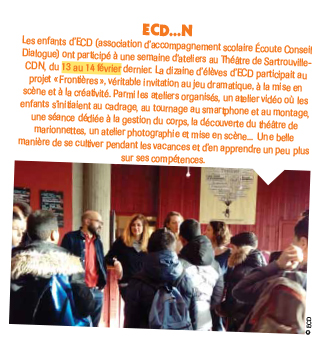 ECD...N
Les enfants d'ECD (association d'accompagnement scolaire Écoute Conseil
Dialogue) ont participé à une semaine d'ateliers au Théâtre de Sartrouville-
CDN, du 13 au 14 février dernier. La dizaine d'élèves d'ECD participait au
projet « Frontières », véritable invitation au jeu dramatique, à la mise en
scène et à la créativité. Parmi les ateliers organisés, un atelier vidéo où les
enfants s'initiaient au cadrage, au tournage au smartphone et au montage,
une séance dédiée à la gestion du corps, la découverte du théâtre de
marionnettes, un atelier photographie et mise en scène... Une belle
manière de se cultiver pendant les vacances et d'en apprendre un peu plus
sur ses compétences.
ECD